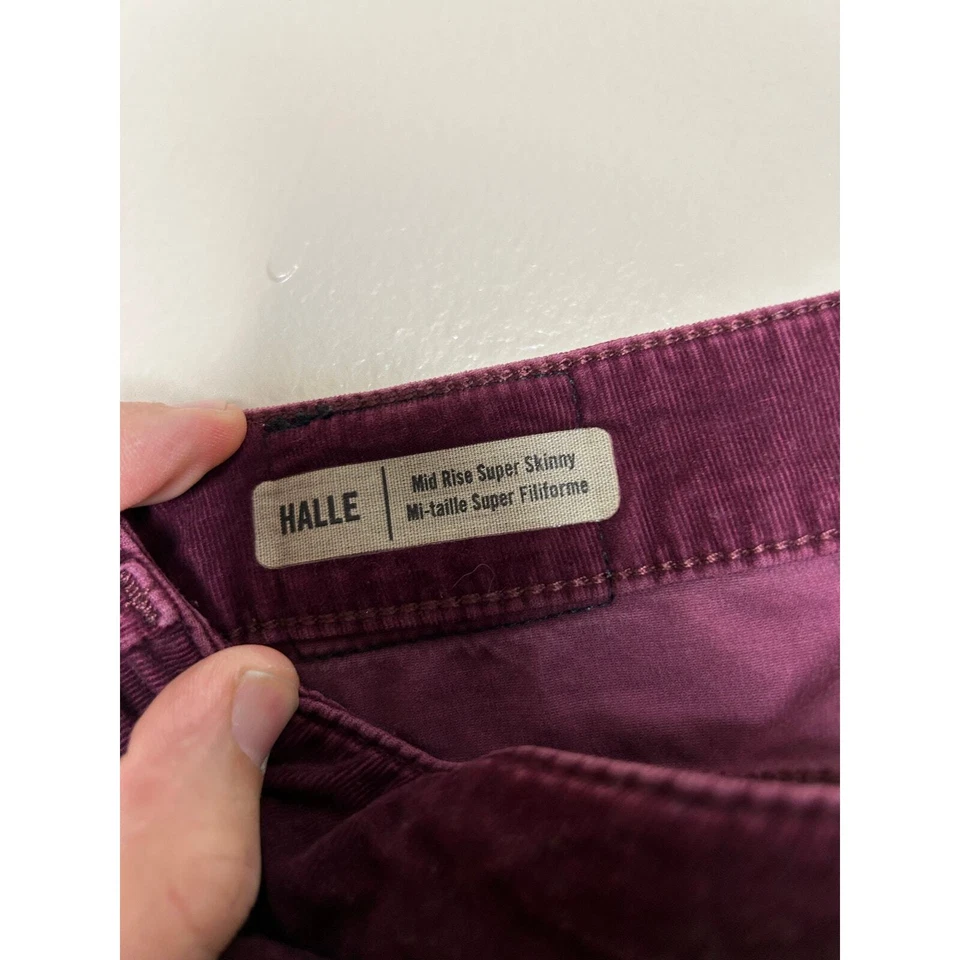 HALLE
Mid Rise Super Skinny
Mi-taille Super Filiforme